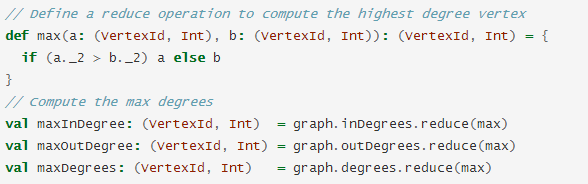 // Define a reduce operation to compute the highest degree vertex
def max(a: (VertexId, Int), b: (VertexId, Int)): (VertexId, Int) = {
  if (a._2 > b._2) a else b
}
// Compute the max degrees
val maxInDegree: (VertexId, Int)  = graph.inDegrees.reduce(max)
val maxOutDegree: (VertexId, Int) = graph.outDegrees.reduce(max)
val maxDegrees: (VertexId, Int)   = graph.degrees.reduce(max)